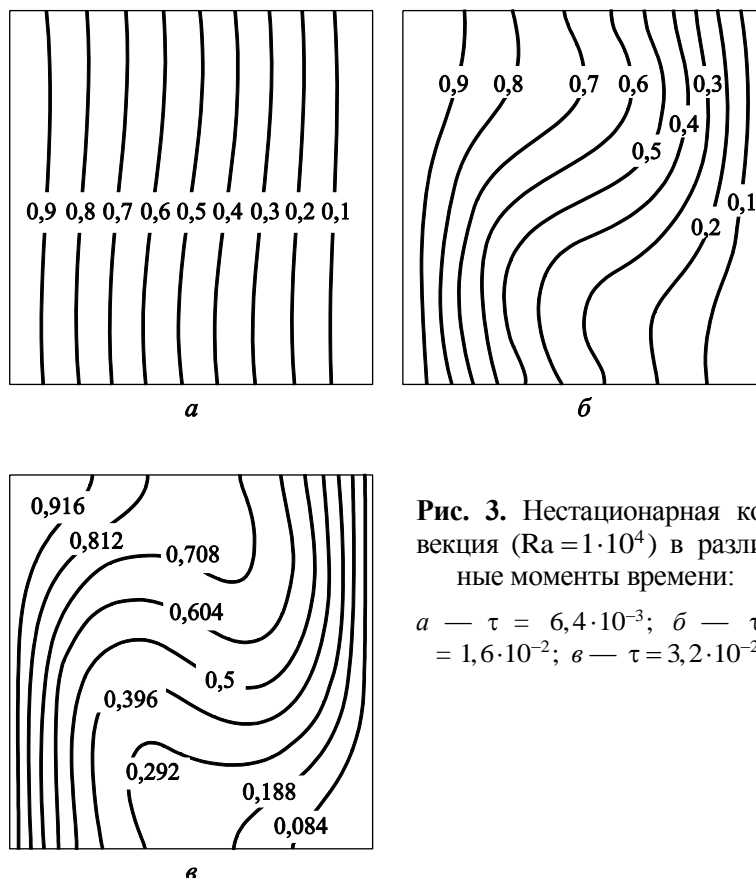 0,9 0,8 0,7 0,6 0,5 0,4 0,3 0,2 0,1
а
0,9 0,8 0,7 0,6 0,3
0,4
0,5
0,1
0,2
б
0,916
0,812
0,708
0,604
0,5
0,396
0,292
0,188
0,084
в
Рис. 3. Нестационарная ко
векция (Ra = 1·10⁴) в разли
ные моменты времени:
а — τ = 6,4·10⁻³; б — τ
= 1,6·10⁻²; в — τ = 3,2·10⁻²